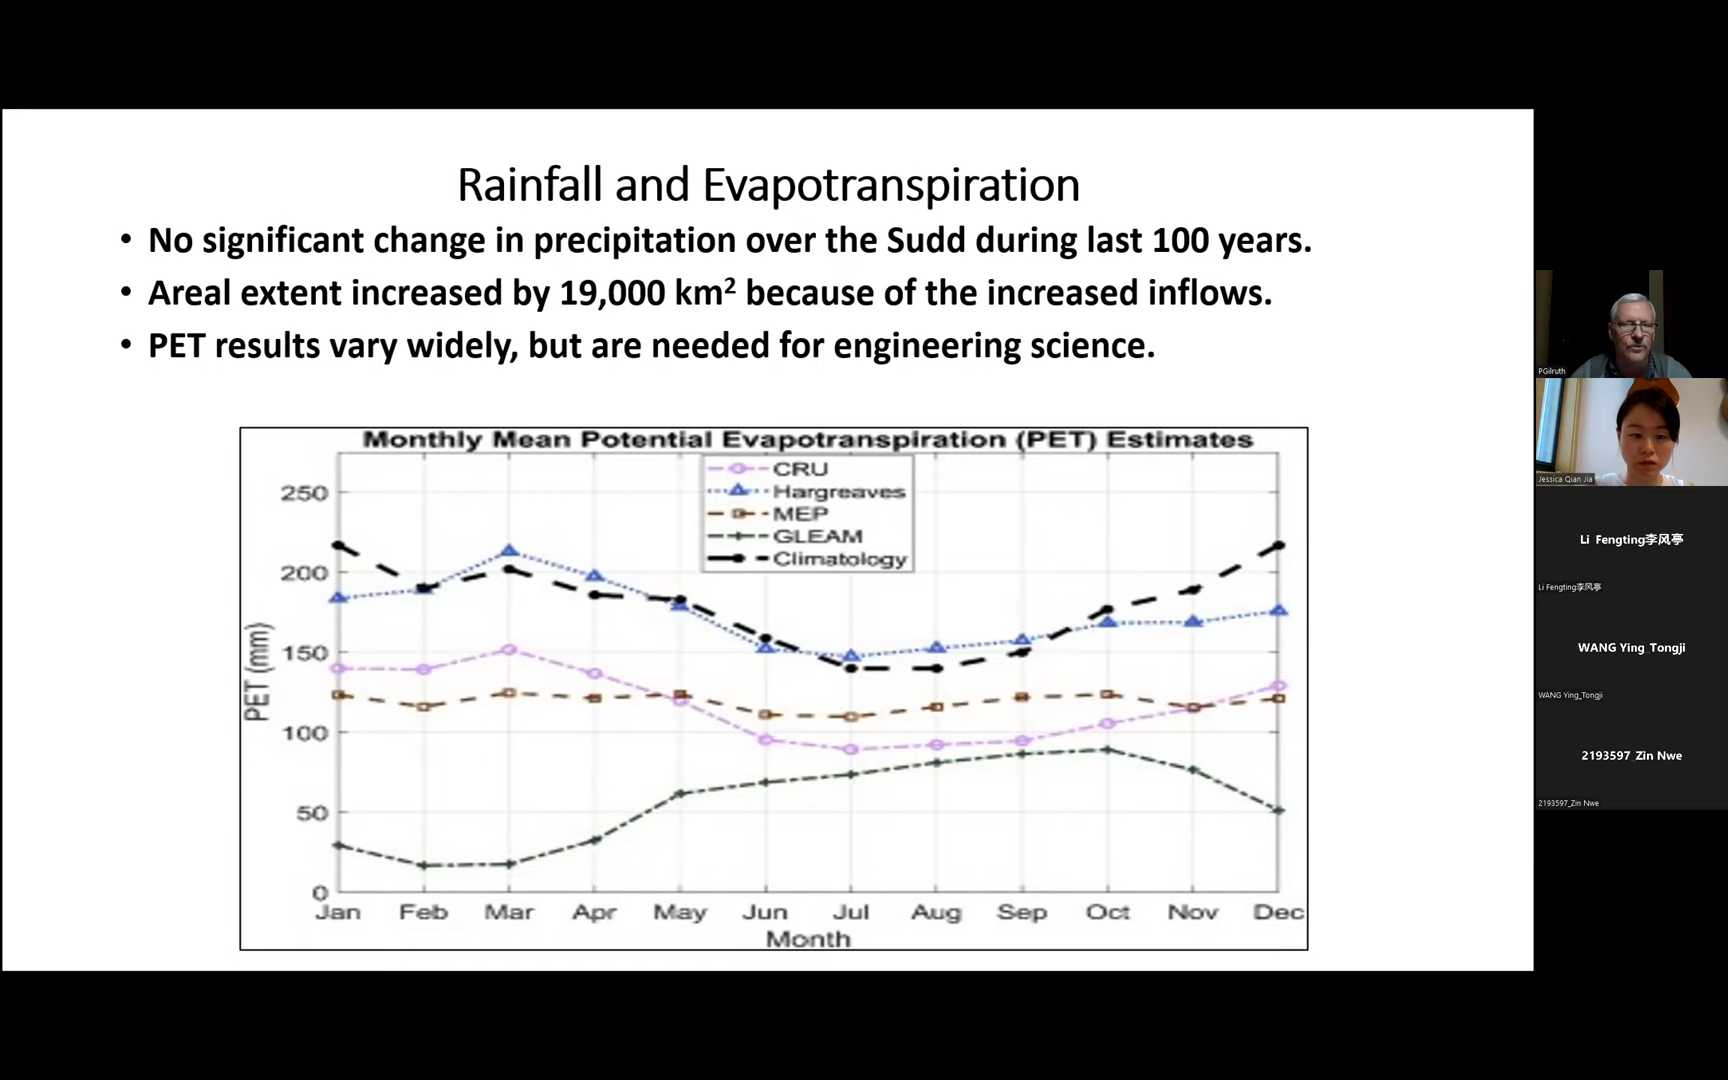 Rainfall and Evapotranspiration
• No significant change in precipitation over the Sudd during last 100 years.
• Areal extent increased by 19,000 km² because of the increased inflows.
• PET results vary widely, but are needed for engineering science.
Monthly Mean Potential Evapotranspiration (PET) Estimates
CRU
Hargreaves
MEP
GLEAM
Climatology
PET (mm)
250
200
150
100
50
0
Jan Feb Mar Apr May Jun Jul Aug Sep Oct Nov Dec
Month
PGilruth
Jessica Qian Jia
Li Fengting李风亭
Li Fengting李风亭
WANG Ying_Tongji
WANG Ying_Tongji
2193597_Zin Nwe
2193597_Zin Nwe